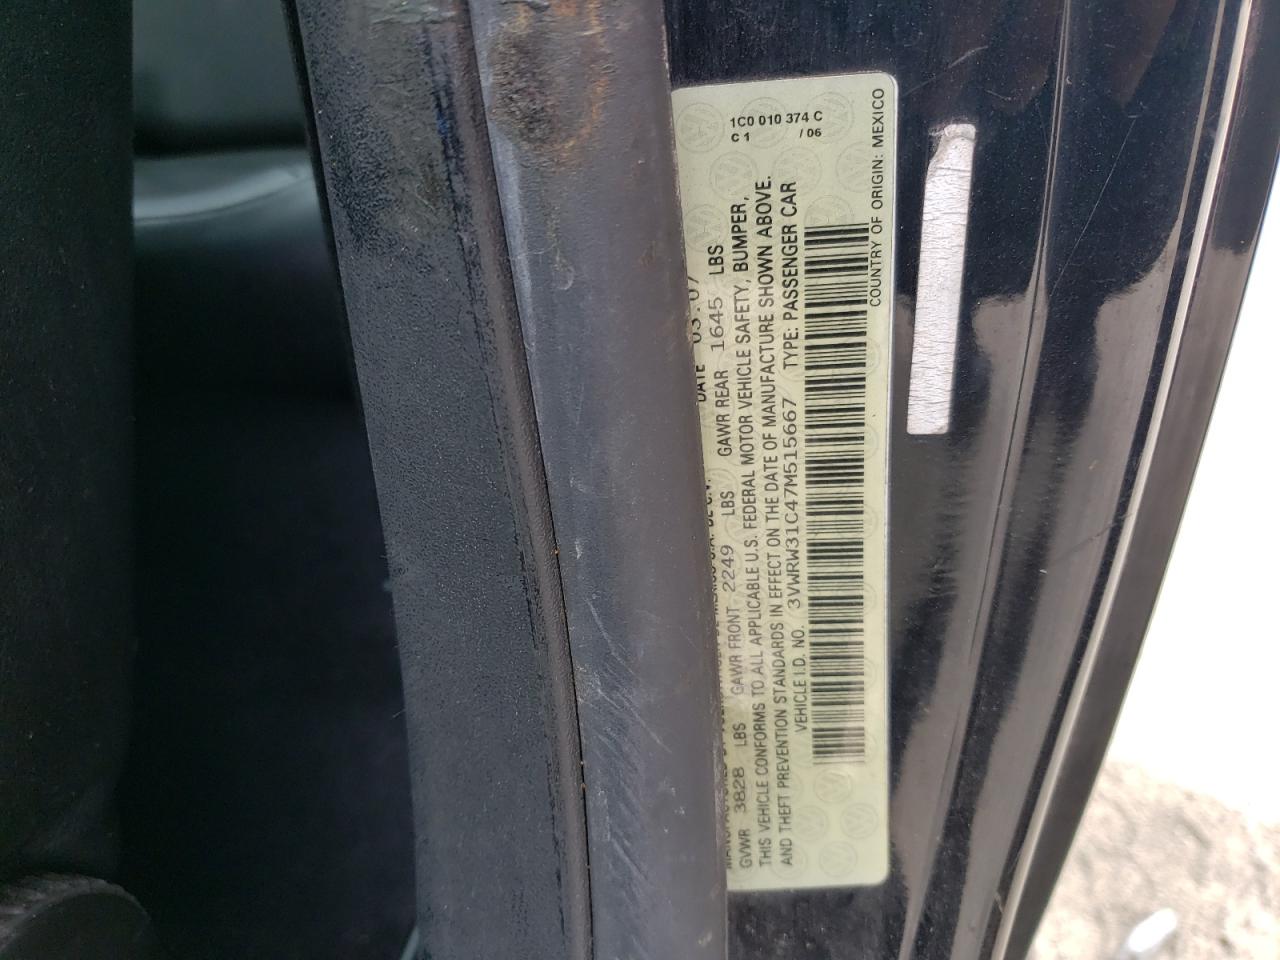 DATE 03.07
GVWR 3828 LBS GAWR FRONT 2249 LBS GAWR REAR 1645 LBS
THIS VEHICLE CONFORMS TO ALL APPLICABLE U.S. FEDERAL MOTOR VEHICLE SAFETY, BUMPER,
AND THEFT PREVENTION STANDARDS IN EFFECT ON THE DATE OF MANUFACTURE SHOWN ABOVE.
VEHICLE I.D. NO. 3VWRW31C47M515667 TYPE: PASSENGER CAR
COUNTRY OF ORIGIN: MEXICO
1C0 010 374 C
C 1 / 06